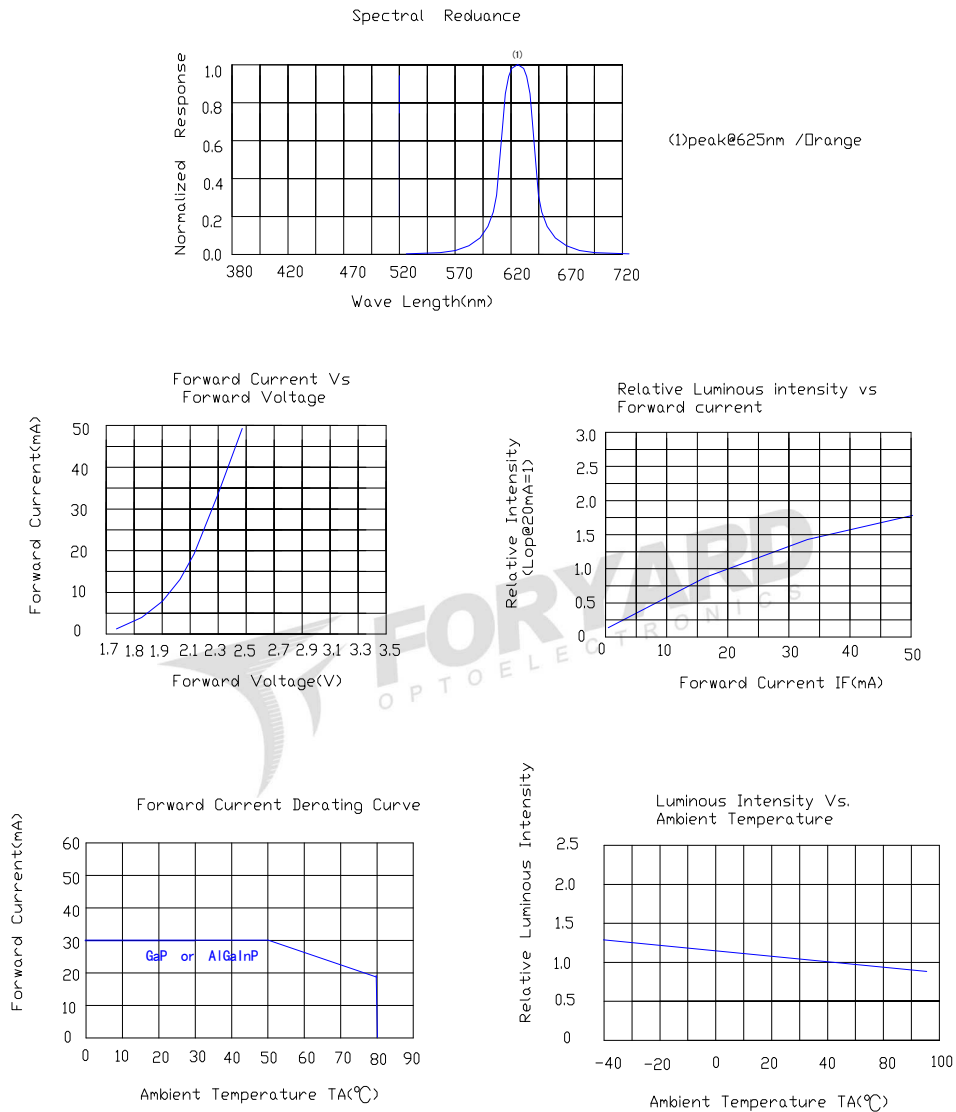 Spectral Reduance
(1)
Normalized Response
1.0
0.8
0.6
0.4
0.2
0.0
380 420 470 520 570 620 670 720
Wave Length(nm)
(1)peak@625nm /▯range
Forward Current Vs
Forward Voltage
Forward Current(mA)
50
40
30
20
10
0
1.7 1.8 1.9 2.1 2.3 2.5 2.7 2.9 3.1 3.3 3.5
Forward Voltage(V)
Relative Luminous intensity vs
Forward current
Relative Intensity
(Lop@20mA=1)
3.0
2.5
2.0
1.5
1.0
0.5
0
0 10 20 30 40 50
Forward Current IF(mA)
FORYARD
OPTOELECTRONICS
Forward Current Derating Curve
Forward Current(mA)
60
50
40
30
20
10
0
GaP or AlGaInP
0 10 20 30 40 50 60 70 80 90
Ambient Temperature TA(℃)
Luminous Intensity Vs.
Ambient Temperature
Relative Luminous Intensity
2.5
2.0
1.5
1.0
0.5
0
-40 -20 0 20 40 60 80 100
Ambient Temperature TA(℃)